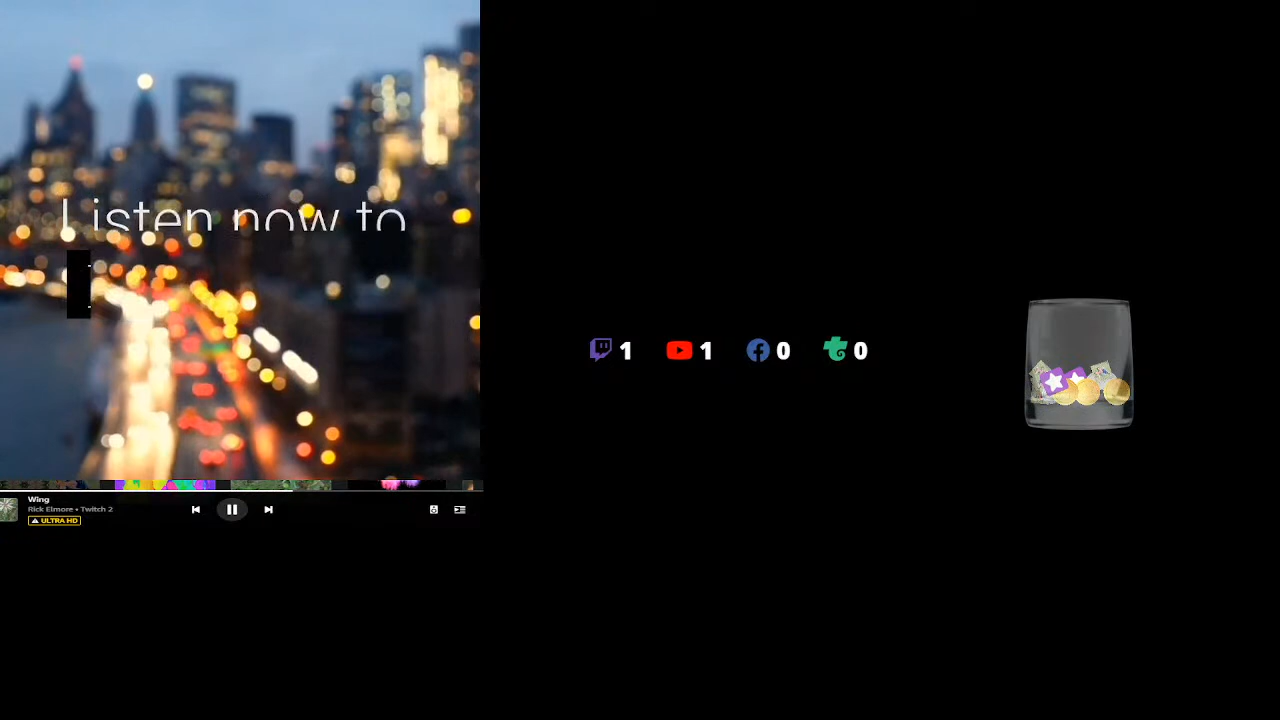 Listen now to
1 1 0 0
Wing
Rick Elmore • Twitch 2
ULTRA HD